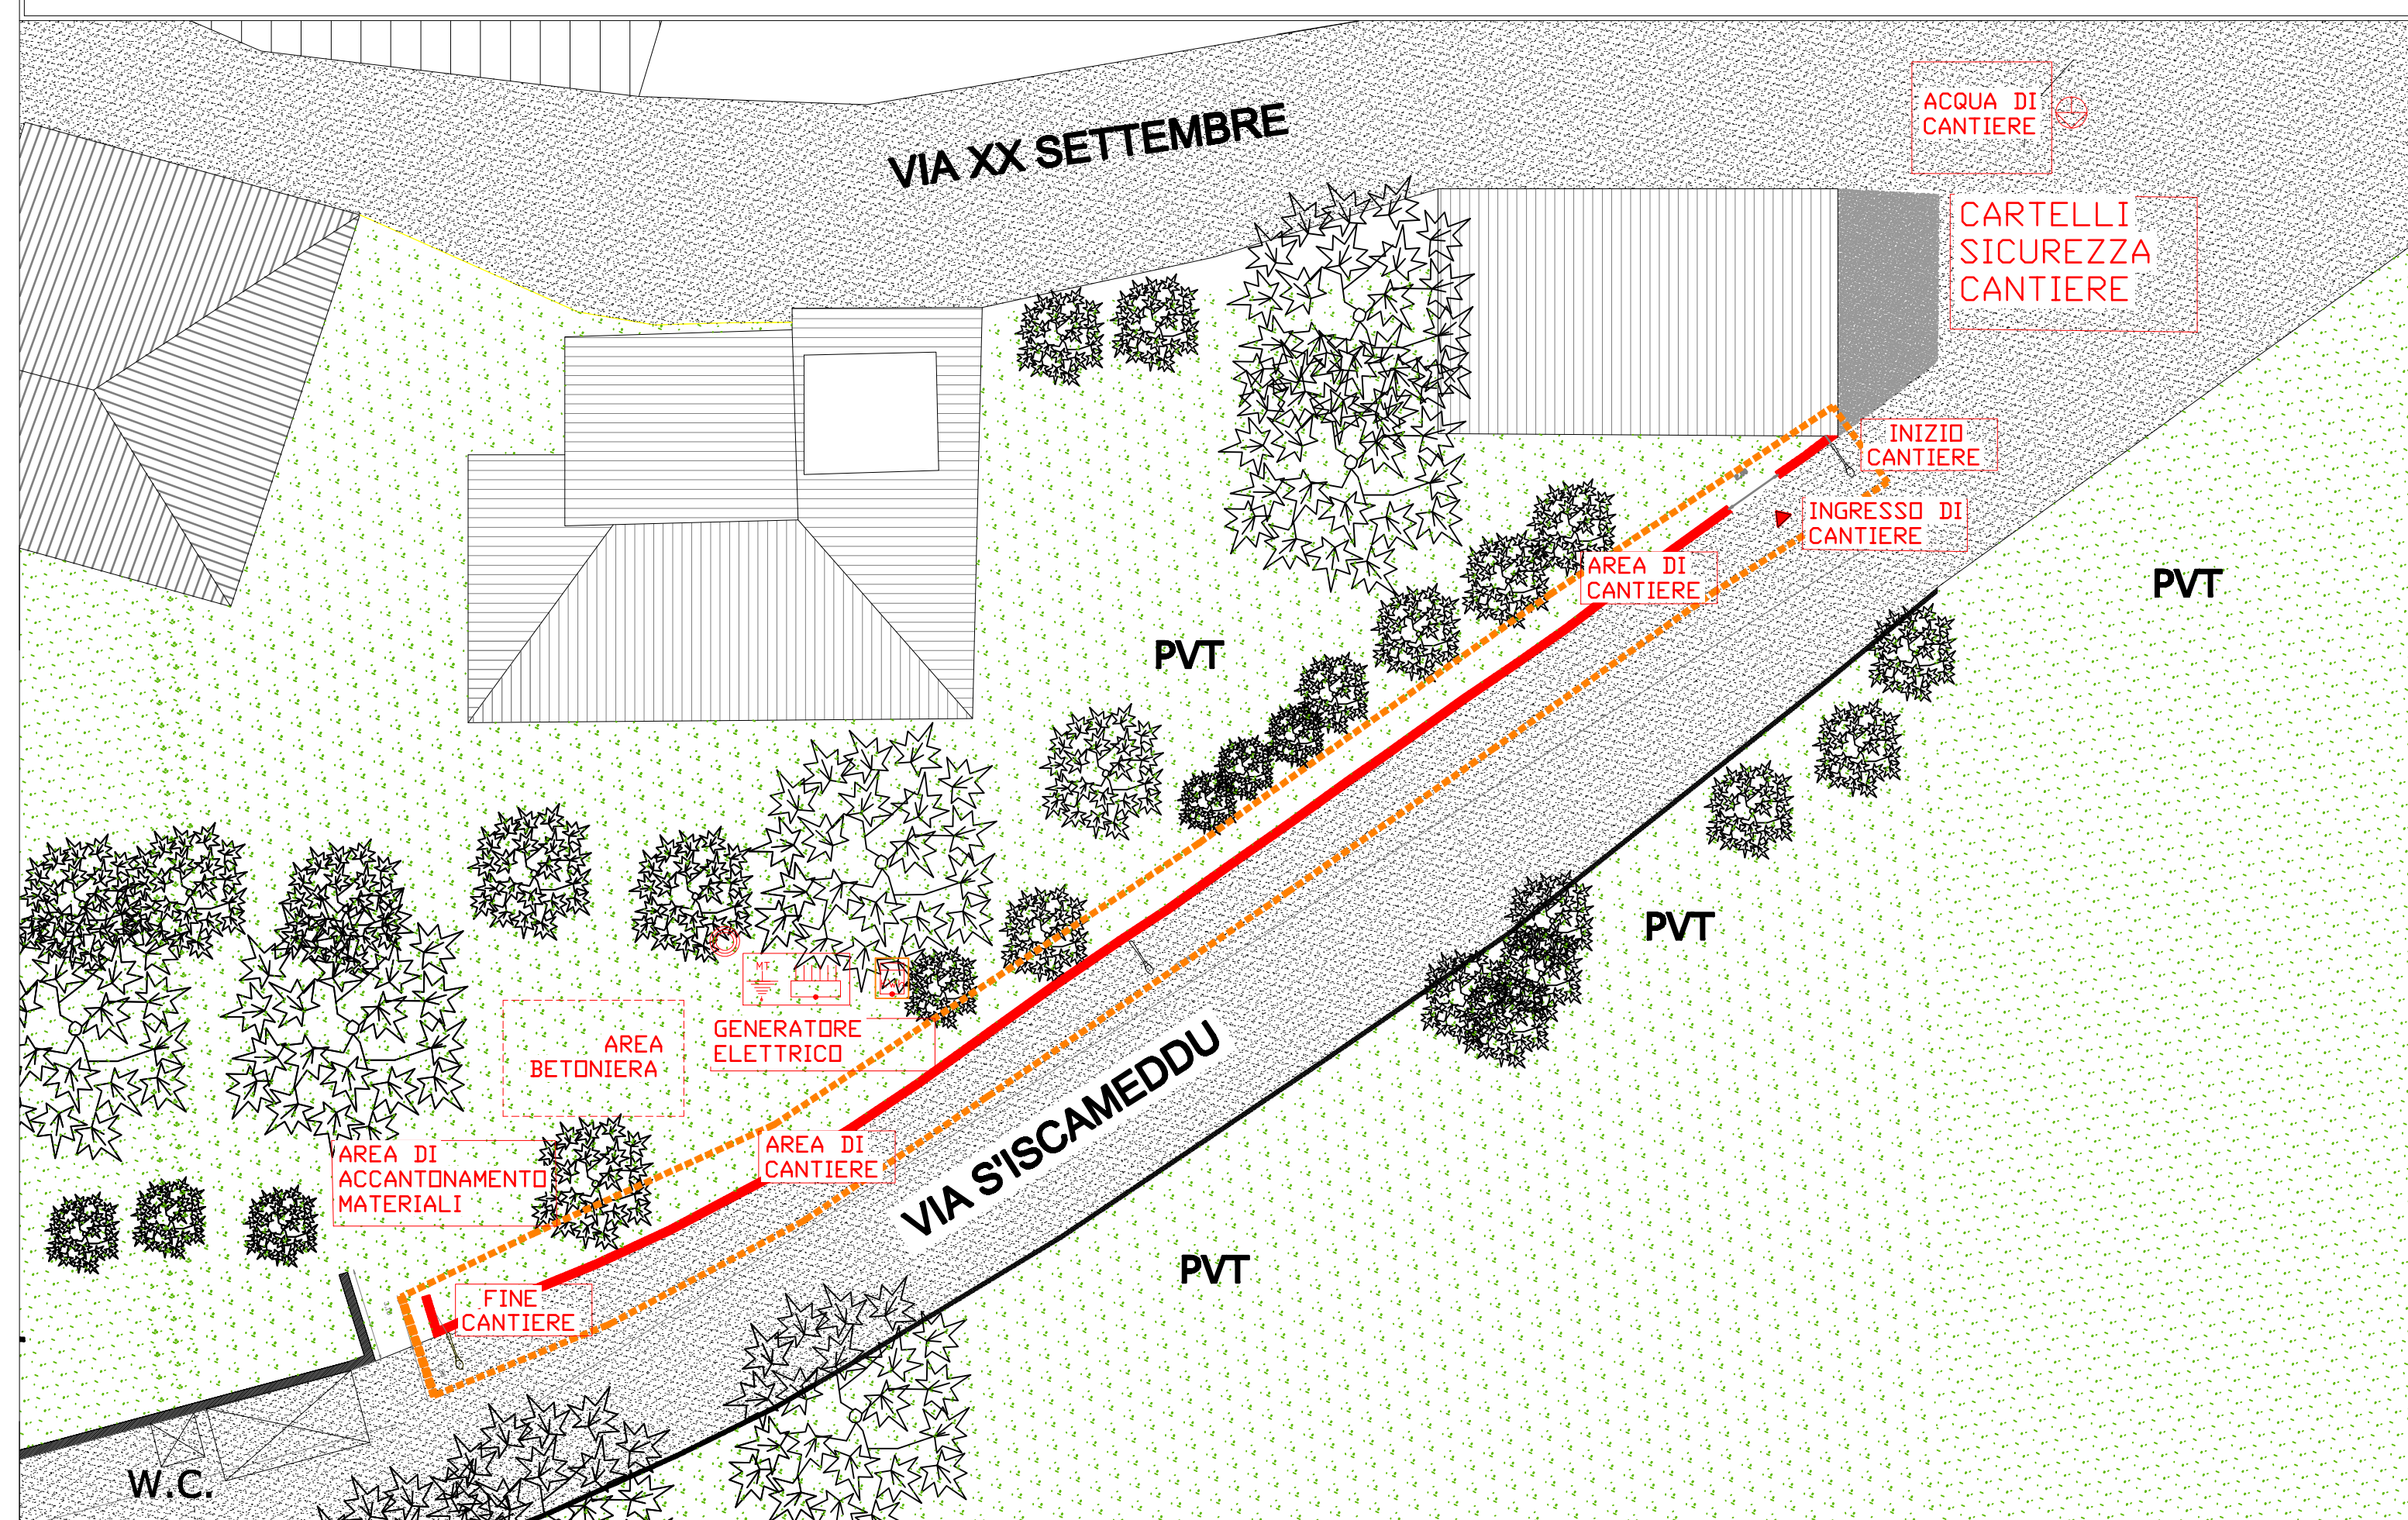 ACQUA DI
CANTIERE
VIA XX SETTEMBRE
CARTELLI
SICUREZZA
CANTIERE
INIZIO
CANTIERE
INGRESSO DI
CANTIERE
AREA DI
CANTIERE
PVT
PVT
PVT
MT
GENERATORE
ELETTRICO
AREA
BETONIERA
VIA S'ISCAMEDDU
AREA DI
CANTIERE
AREA DI
ACCANTONAMENTO
MATERIALI
PVT
FINE
CANTIERE
W.C.